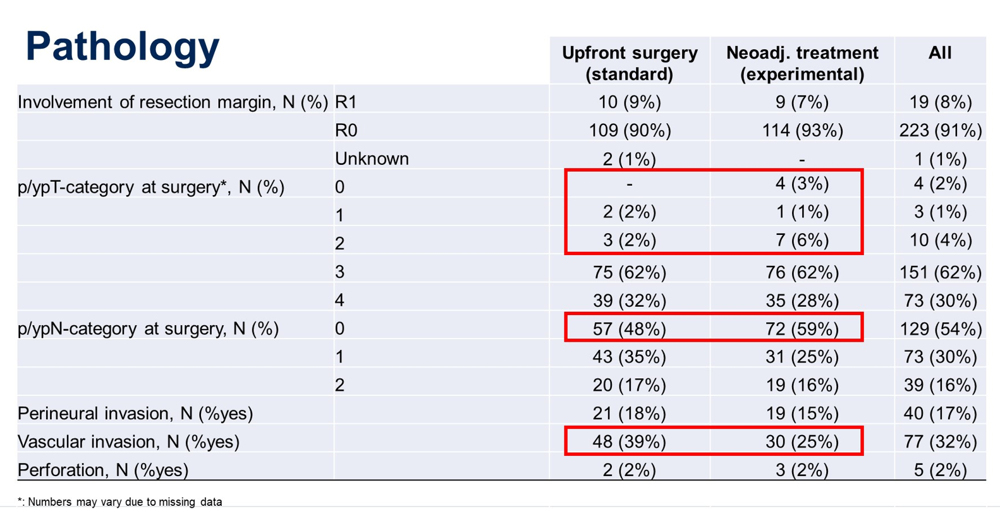 Pathology
Upfront surgery (standard) Neoadj. treatment (experimental) All
Involvement of resection margin, N (%) R1 10 (9%) 9 (7%) 19 (8%)
R0 109 (90%) 114 (93%) 223 (91%)
Unknown 2 (1%) - 1 (1%)
p/ypT-category at surgery*, N (%) 0 - 4 (3%) 4 (2%)
1 2 (2%) 1 (1%) 3 (1%)
2 3 (2%) 7 (6%) 10 (4%)
3 75 (62%) 76 (62%) 151 (62%)
4 39 (32%) 35 (28%) 73 (30%)
p/ypN-category at surgery, N (%) 0 57 (48%) 72 (59%) 129 (54%)
1 43 (35%) 31 (25%) 73 (30%)
2 20 (17%) 19 (16%) 39 (16%)
Perineural invasion, N (%yes) 21 (18%) 19 (15%) 40 (17%)
Vascular invasion, N (%yes) 48 (39%) 30 (25%) 77 (32%)
Perforation, N (%yes) 2 (2%) 3 (2%) 5 (2%)
*: Numbers may vary due to missing data